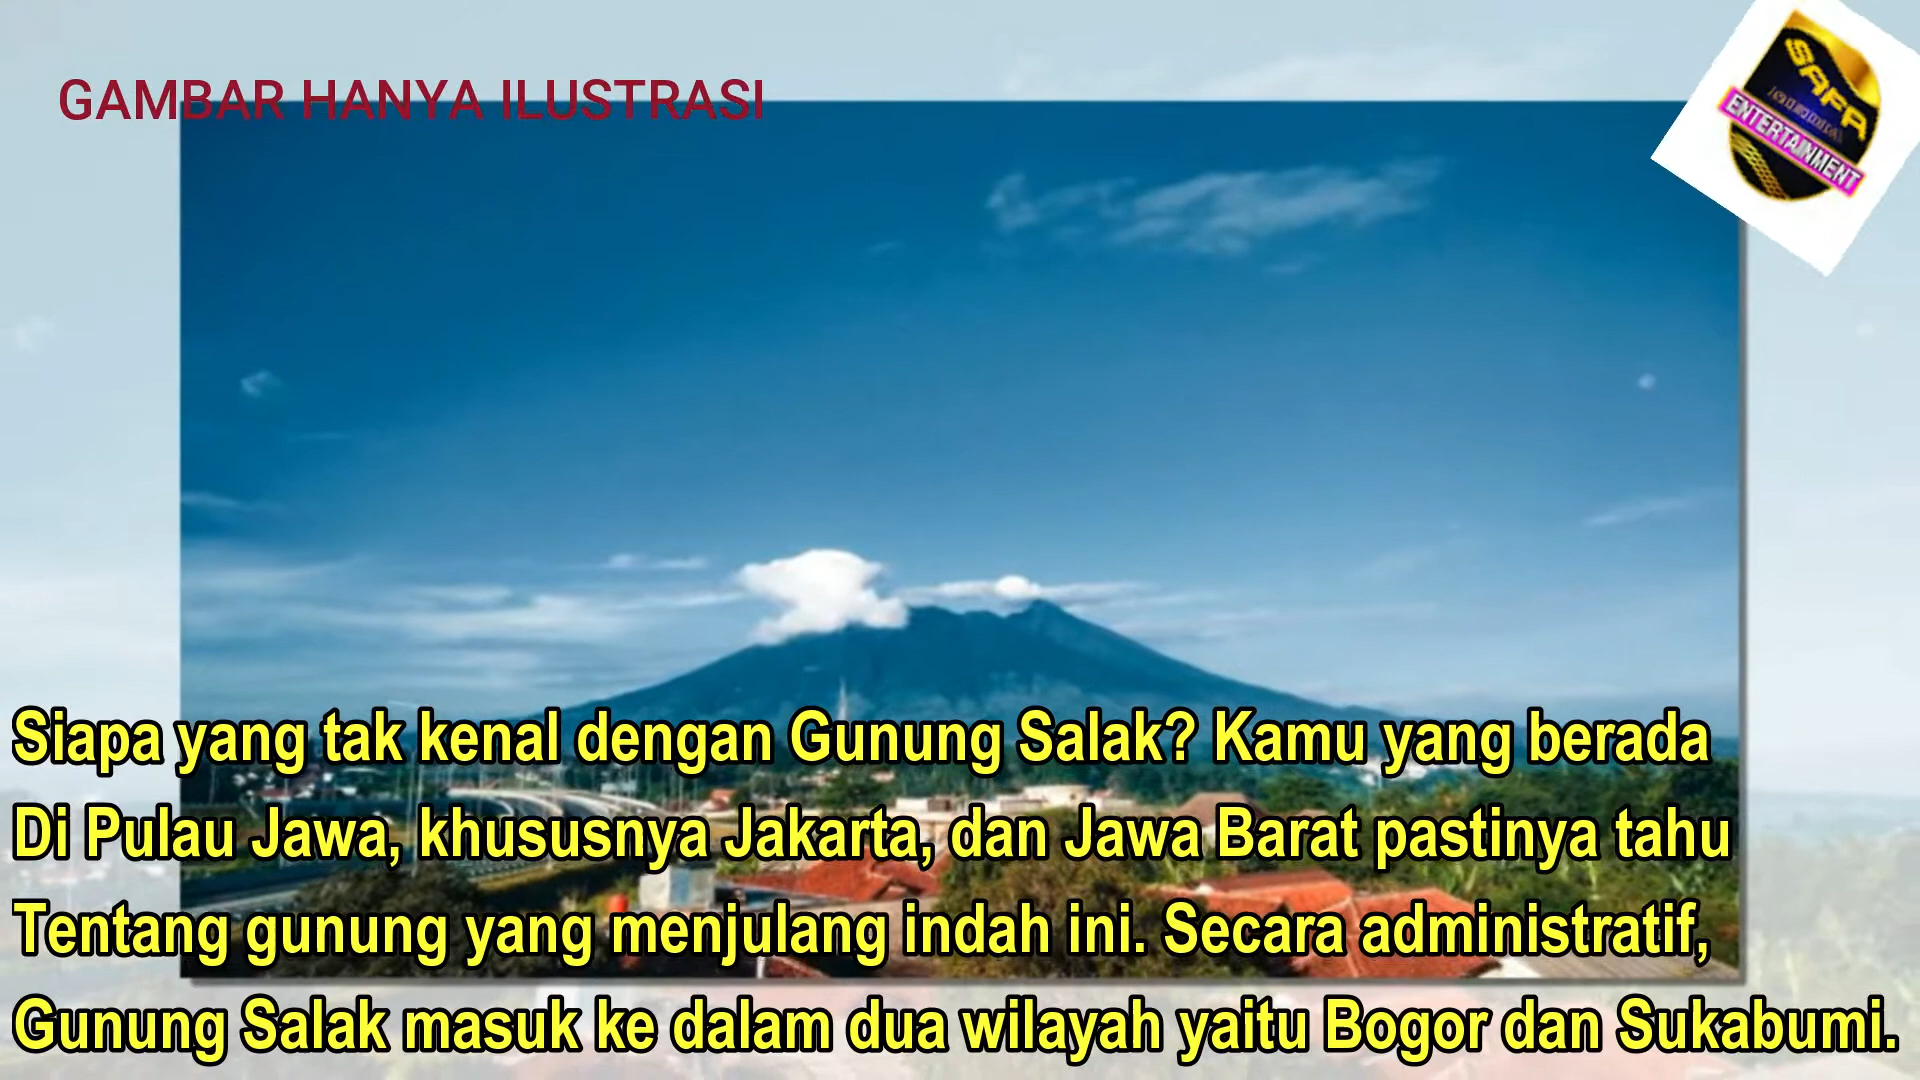 GAMBAR HANYA ILUSTRASI
SAFA
ENTERTAINMENT
Siapa yang tak kenal dengan Gunung Salak? Kamu yang berada
Di Pulau Jawa, khususnya Jakarta, dan Jawa Barat pastinya tahu
Tentang gunung yang menjulang indah ini. Secara administratif,
Gunung Salak masuk ke dalam dua wilayah yaitu Bogor dan Sukabumi.